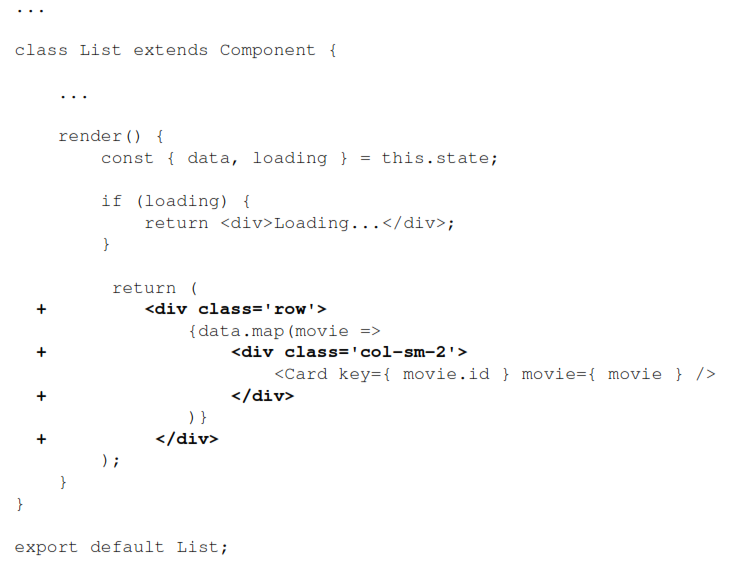 ...
class List extends Component {
...
render() {
const { data, loading } = this.state;
if (loading) {
return <div>Loading...</div>;
}
return (
+ <div class='row'>
{data.map(movie =>
+ <div class='col-sm-2'>
<Card key={ movie.id } movie={ movie } />
+ </div>
)}
+ </div>
);
}
}
export default List;